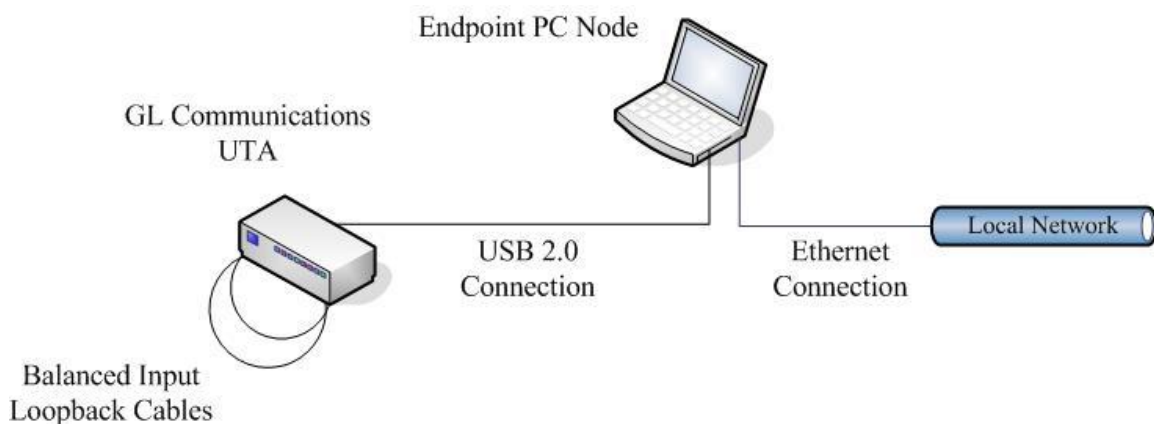 Endpoint PC Node
GL Communications
UTA
Local Network
USB 2.0
Connection
Ethernet
Connection
Balanced Input
Loopback Cables